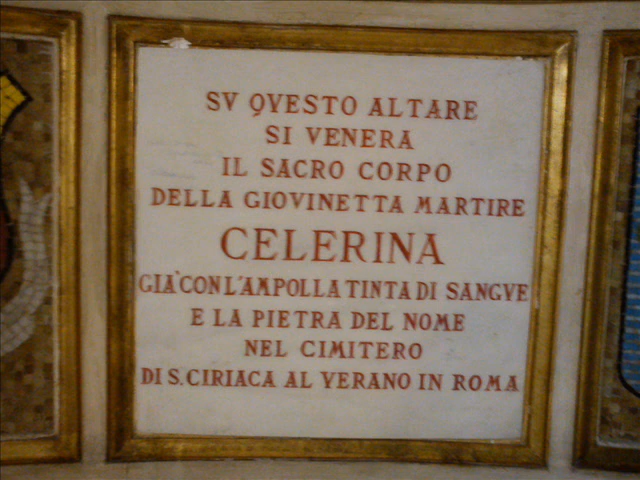 SV QVESTO ALTARE
SI VENERA
IL SACRO CORPO
DELLA GIOVINETTA MARTIRE
CELERINA
GIÀ CON L'AMPOLLA TINTA DI SANGVE
E LA PIETRA DEL NOME
NEL CIMITERO
DI S. CIRIACA AL VERANO IN ROMA